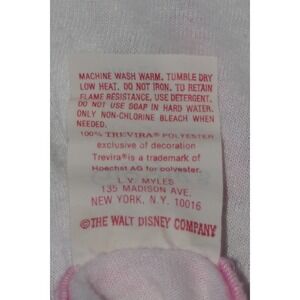 MACHINE WASH WARM. TUMBLE DRY
LOW HEAT. DO NOT IRON. TO RETAIN
FLAME RESISTANCE, USE DETERGENT.
DO NOT USE SOAP IN HARD WATER.
ONLY NON-CHLORINE BLEACH WHEN
NEEDED.
100% TREVIRA® POLYESTER
exclusive of decoration
Trevira® is a trademark of
Hoechst AG for polyester.
L.V. MYLES
135 MADISON AVE.
NEW YORK, N.Y. 10016
©THE WALT DISNEY COMPANY